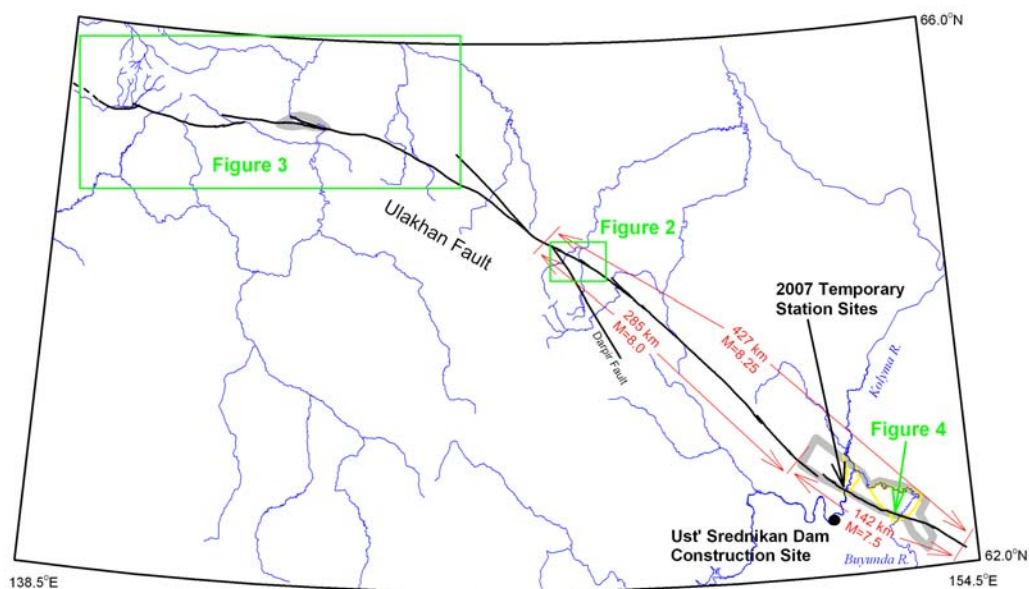 66.0°N
Figure 3
Ulakhan Fault
Figure 2
2007 Temporary
Station Sites
285 km
M=8.0
427 km
M=8.25
Darpir Fault
Kolyma R.
Figure 4
142 km
M=7.5
Ust' Srednikan Dam
Construction Site
Buyunda R.
62.0°N
138.5°E
154.5°E